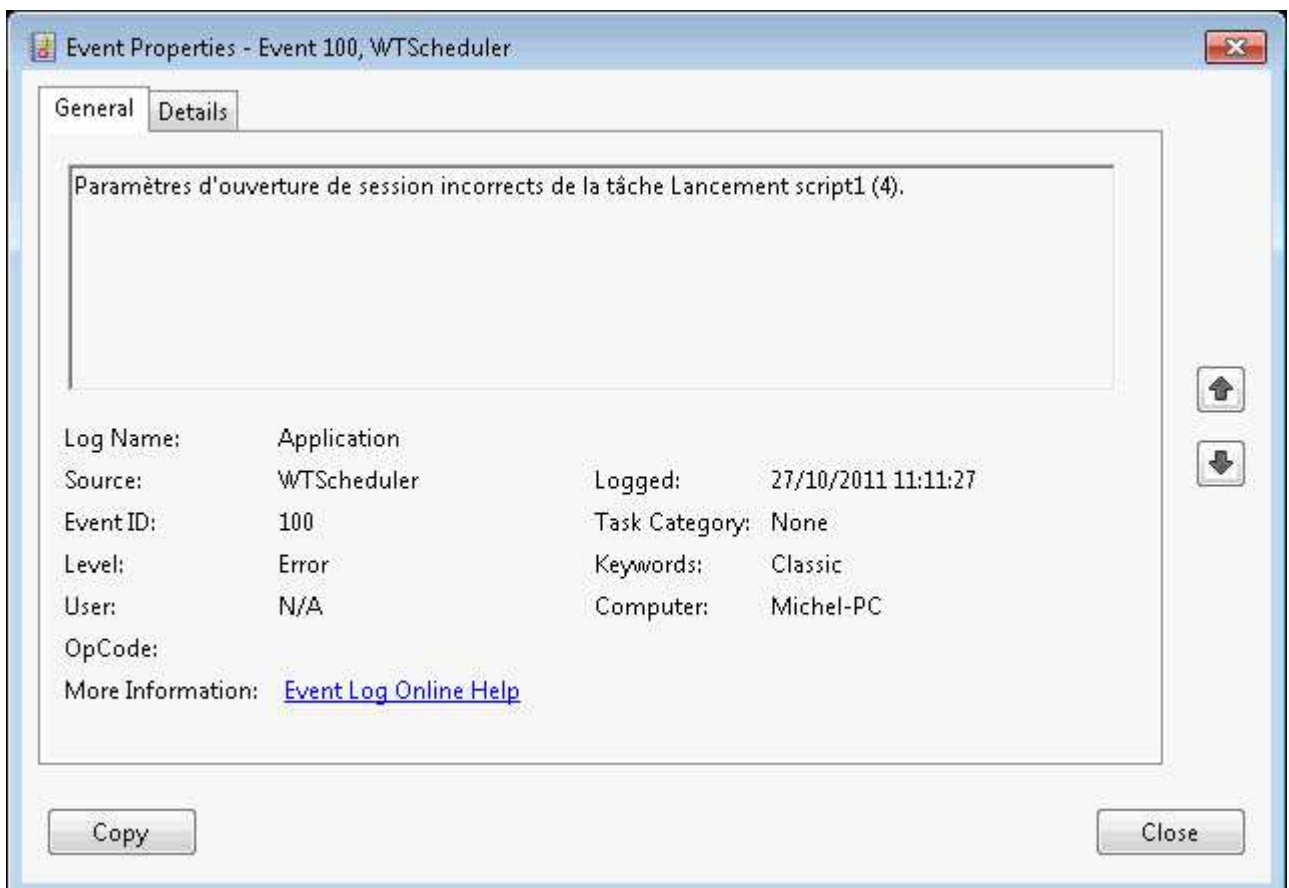 Event Properties - Event 100, WTScheduler
General Details
Paramètres d'ouverture de session incorrects de la tâche Lancement script1 (4).
Log Name: Application
Source: WTScheduler Logged: 27/10/2011 11:11:27
Event ID: 100 Task Category: None
Level: Error Keywords: Classic
User: N/A Computer: Michel-PC
OpCode:
More Information: Event Log Online Help
Copy Close